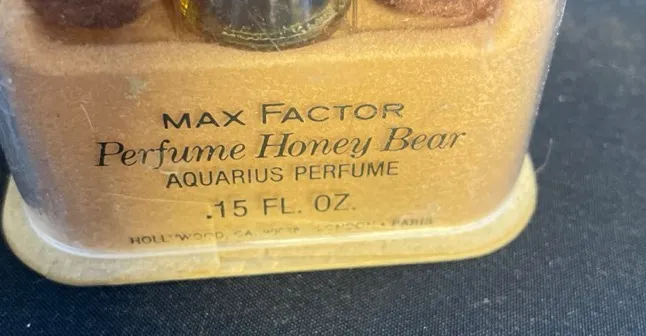 MAX FACTOR
Perfume Honey Bear
AQUARIUS PERFUME
.15 FL. OZ.
HOLLYWOOD, CA. LONDON • PARIS